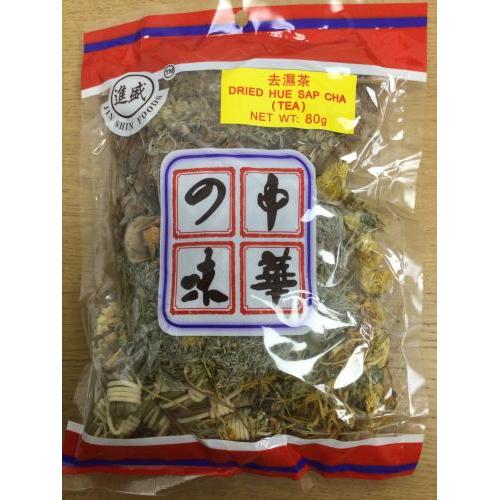 進盛
JIN SHIN FOODS
TM
去濕茶
DRIED HUE SAP CHA
(TEA)
NET WT: 80g
中華
の味